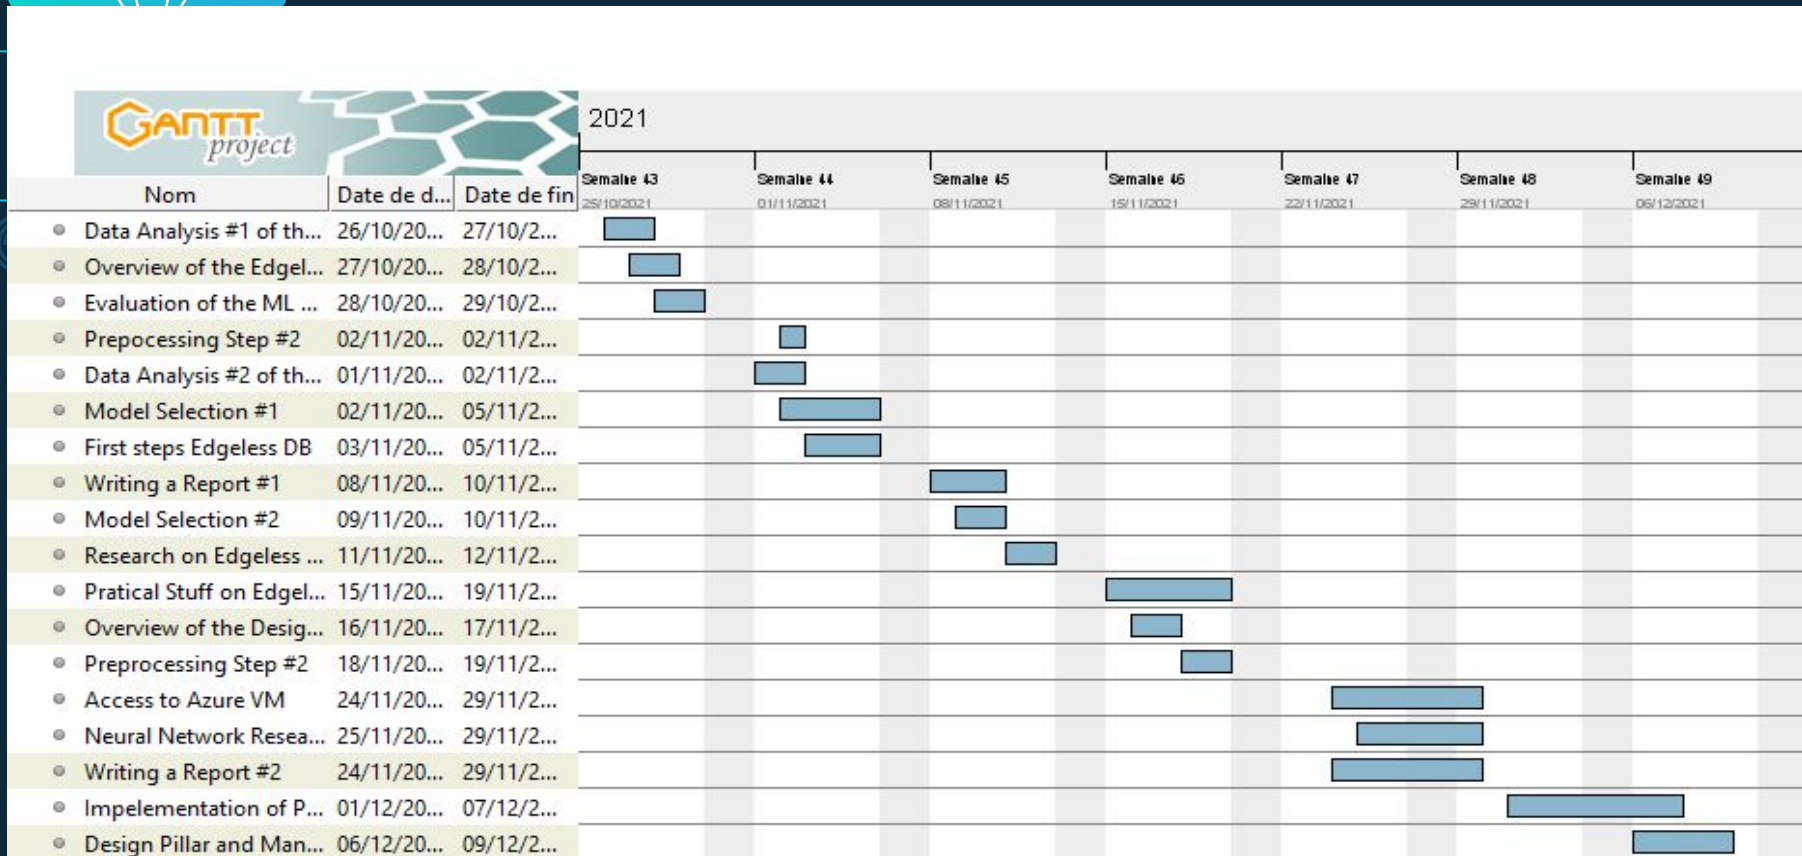 GANTT
project
2021
Semaine 43 Semaine 44 Semaine 45 Semaine 46 Semaine 47 Semaine 48 Semaine 49
Nom Date de d... Date de fin 25/10/2021 01/11/2021 08/11/2021 15/11/2021 22/11/2021 29/11/2021 06/12/2021
Data Analysis #1 of th... 26/10/20... 27/10/2...
Overview of the Edgel... 27/10/20... 28/10/2...
Evaluation of the ML ... 28/10/20... 29/10/2...
Prepocessing Step #2 02/11/20... 02/11/2...
Data Analysis #2 of th... 01/11/20... 02/11/2...
Model Selection #1 02/11/20... 05/11/2...
First steps Edgeless DB 03/11/20... 05/11/2...
Writing a Report #1 08/11/20... 10/11/2...
Model Selection #2 09/11/20... 10/11/2...
Research on Edgeless ... 11/11/20... 12/11/2...
Pratical Stuff on Edgel... 15/11/20... 19/11/2...
Overview of the Desig... 16/11/20... 17/11/2...
Preprocessing Step #2 18/11/20... 19/11/2...
Access to Azure VM 24/11/20... 29/11/2...
Neural Network Resea... 25/11/20... 29/11/2...
Writing a Report #2 24/11/20... 29/11/2...
Impelementation of P... 01/12/20... 07/12/2...
Design Pillar and Man... 06/12/20... 09/12/2...